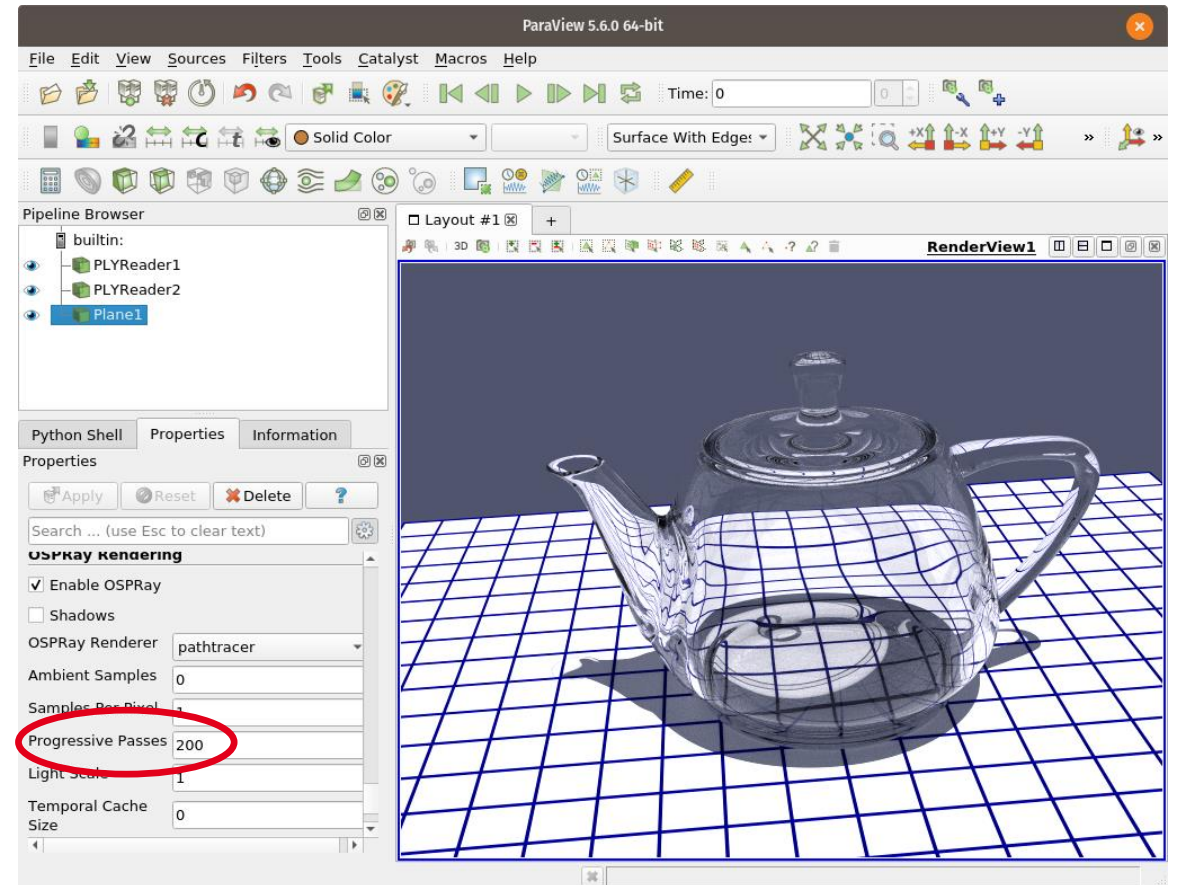 ParaView 5.6.0 64-bit
File Edit View Sources Filters Tools Catalyst Macros Help
Time: 0 0
Solid Color Surface With Edges +X -X +Y -Y » »
Pipeline Browser
Layout #1 +
builtin:
3D RenderView1
PLYReader1
PLYReader2
Plane1
Python Shell Properties Information
Properties
Apply Reset Delete ?
Search ... (use Esc to clear text)
OSPRay Rendering
Enable OSPRay
Shadows
OSPRay Renderer pathtracer
Ambient Samples 0
Samples Per Pixel 1
Progressive Passes 200
Light Scale 1
Temporal Cache
Size 0